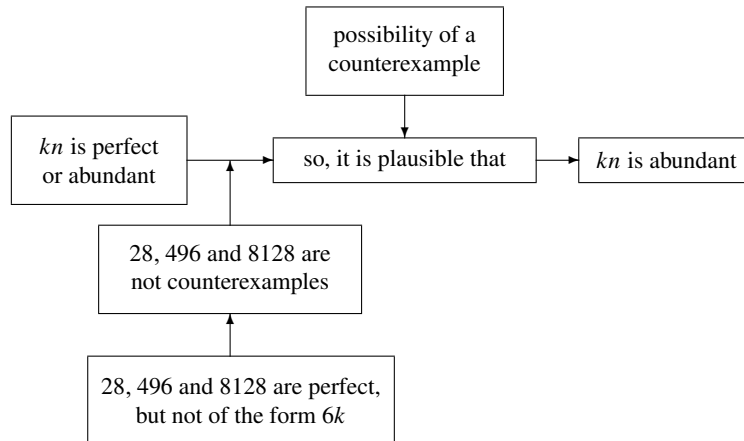 possibility of a
counterexample
kn is perfect
or abundant
so, it is plausible that
kn is abundant
28, 496 and 8128 are
not counterexamples
28, 496 and 8128 are perfect,
but not of the form 6k